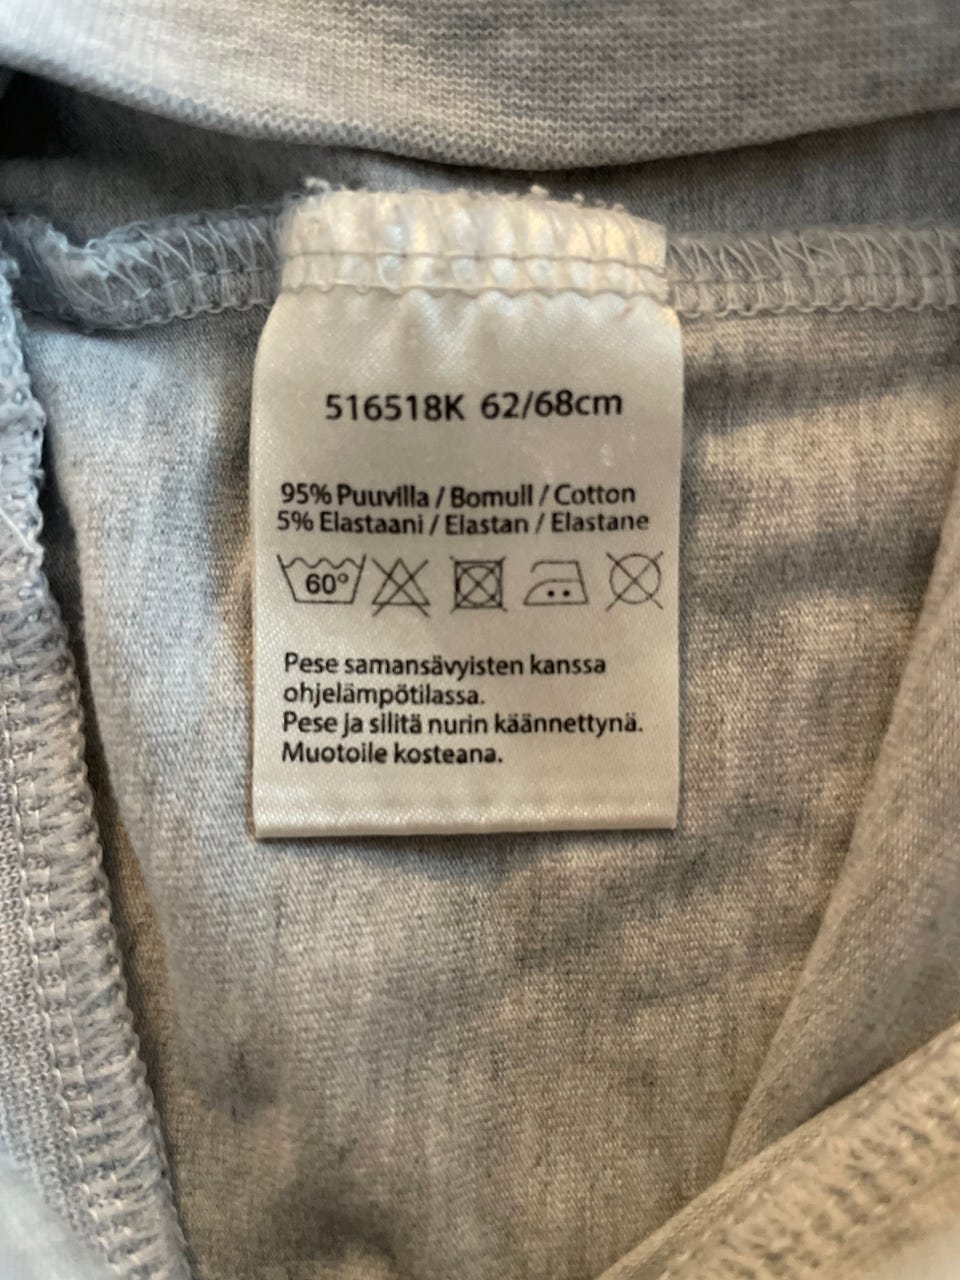 516518K 62/68cm
95% Puuvilla / Bomull / Cotton
5% Elastaani / Elastan / Elastane
60°
Pese samansävyisten kanssa
ohjelämpötilassa.
Pese ja silitä nurin käännettynä.
Muotoile kosteana.